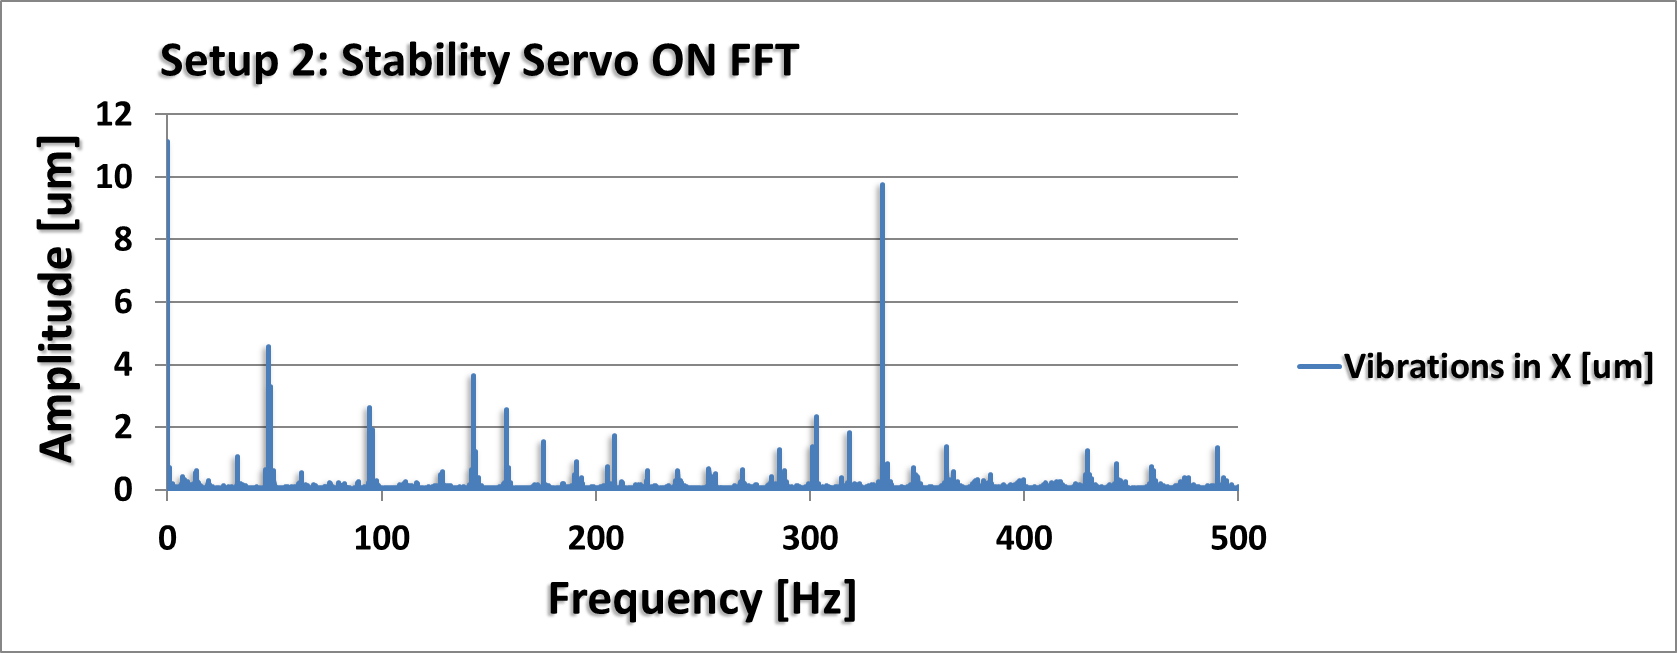 Setup 2: Stability Servo ON FFT
Amplitude [um]
12
10
8
6
4
2
0
0 100 200 300 400 500
Frequency [Hz]
Vibrations in X [um]